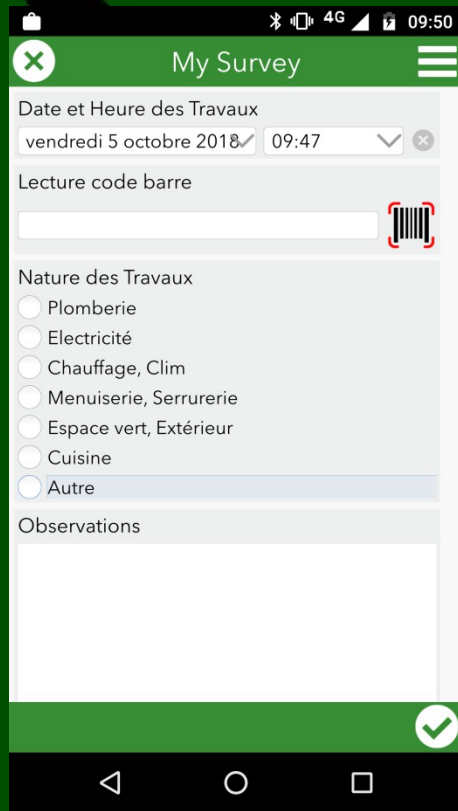 4G 09:50
My Survey
Date et Heure des Travaux
vendredi 5 octobre 2018 09:47
Lecture code barre
Nature des Travaux
Plomberie
Electricité
Chauffage, Clim
Menuiserie, Serrurerie
Espace vert, Extérieur
Cuisine
Autre
Observations